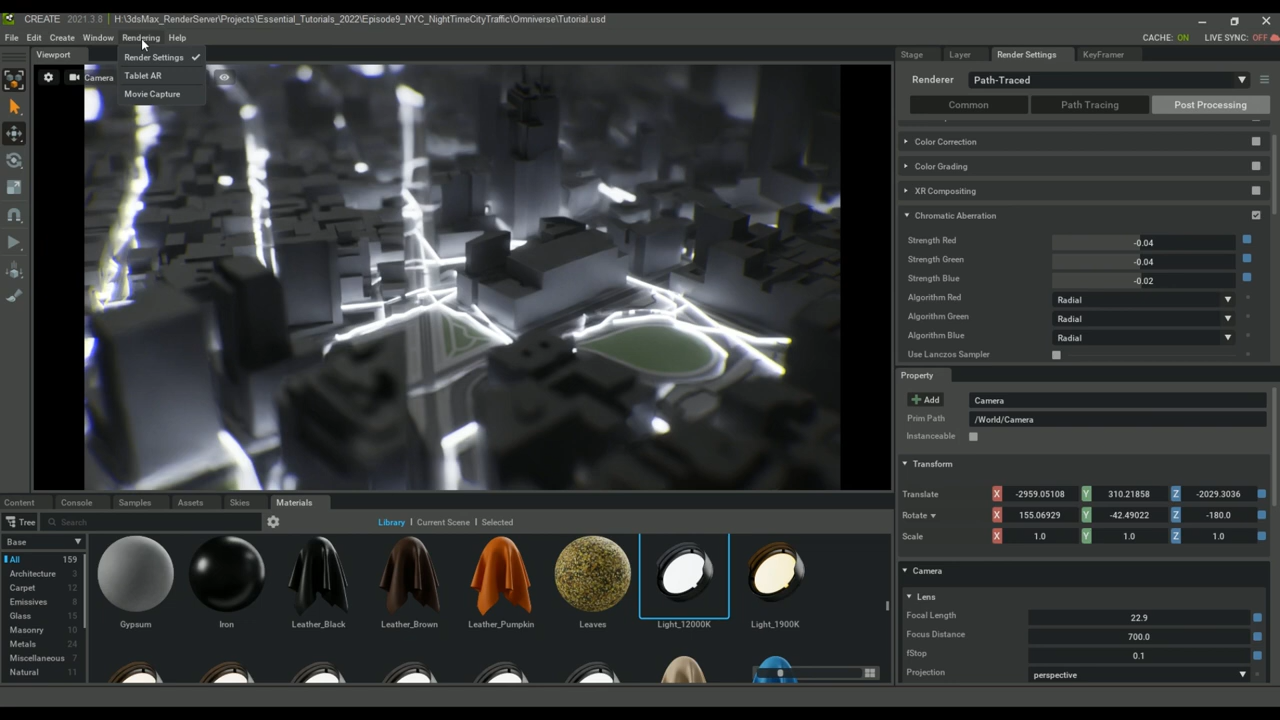 CREATE 2021.3.8 H:\3dsMax_RenderServer\Projects\Essential_Tutorials_2022\Episode9_NYC_NightTimeCityTraffic\Omniverse\Tutorial.usd
File Edit Create Window Rendering Help CACHE: ON LIVE SYNC: OFF
Viewport
Render Settings
Tablet AR
Movie Capture
Camera
Stage Layer Render Settings KeyFramer
Renderer Path-Traced
Common Path Tracing Post Processing
Color Correction
Color Grading
XR Compositing
Chromatic Aberration
Strength Red -0.04
Strength Green -0.04
Strength Blue -0.02
Algorithm Red Radial
Algorithm Green Radial
Algorithm Blue Radial
Use Lanczos Sampler
Property
Add Camera
Prim Path /World/Camera
Instanceable
Transform
Translate X -2959.05108 Y 310.21858 Z -2029.3036
Rotate X 155.06929 Y -42.49022 Z -180.0
Scale X 1.0 Y 1.0 Z 1.0
Camera
Lens
Focal Length 22.9
Focus Distance 700.0
fStop 0.1
Projection perspective
Content Console Samples Assets Skies Materials
Tree Search Library | Current Scene | Selected
Base
All 159
Architecture 3
Carpet 12
Emissives 8
Glass 15
Masonry 10
Metals 24
Miscellaneous 7
Natural 11
Gypsum Iron Leather_Black Leather_Brown Leather_Pumpkin Leaves Light_12000K Light_1900K